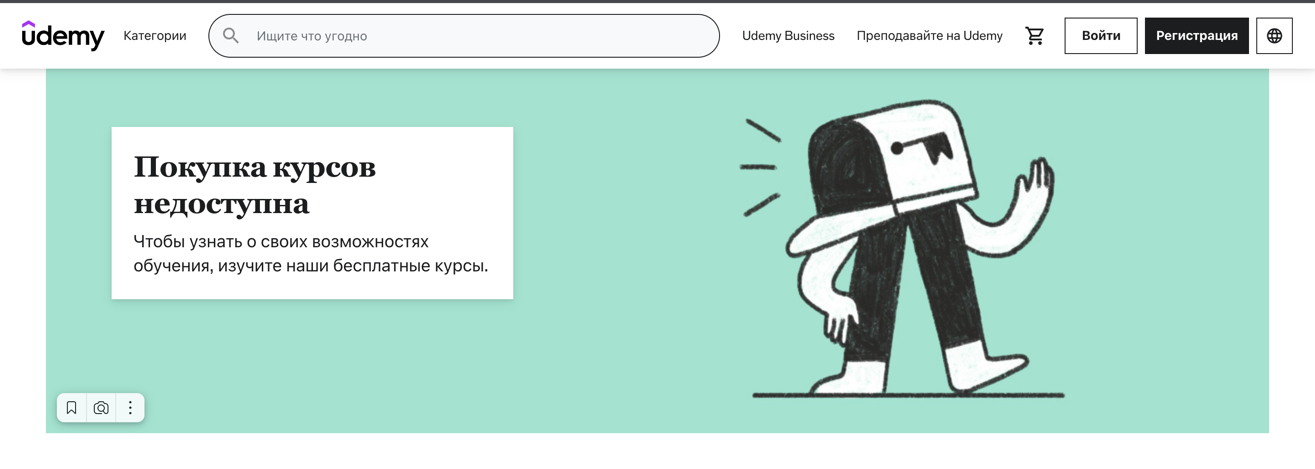 udemy
Категории
Ищите что угодно
Udemy Business
Преподавайте на Udemy
Войти
Регистрация
Покупка курсов
недоступна
Чтобы узнать о своих возможностях
обучения, изучите наши бесплатные курсы.